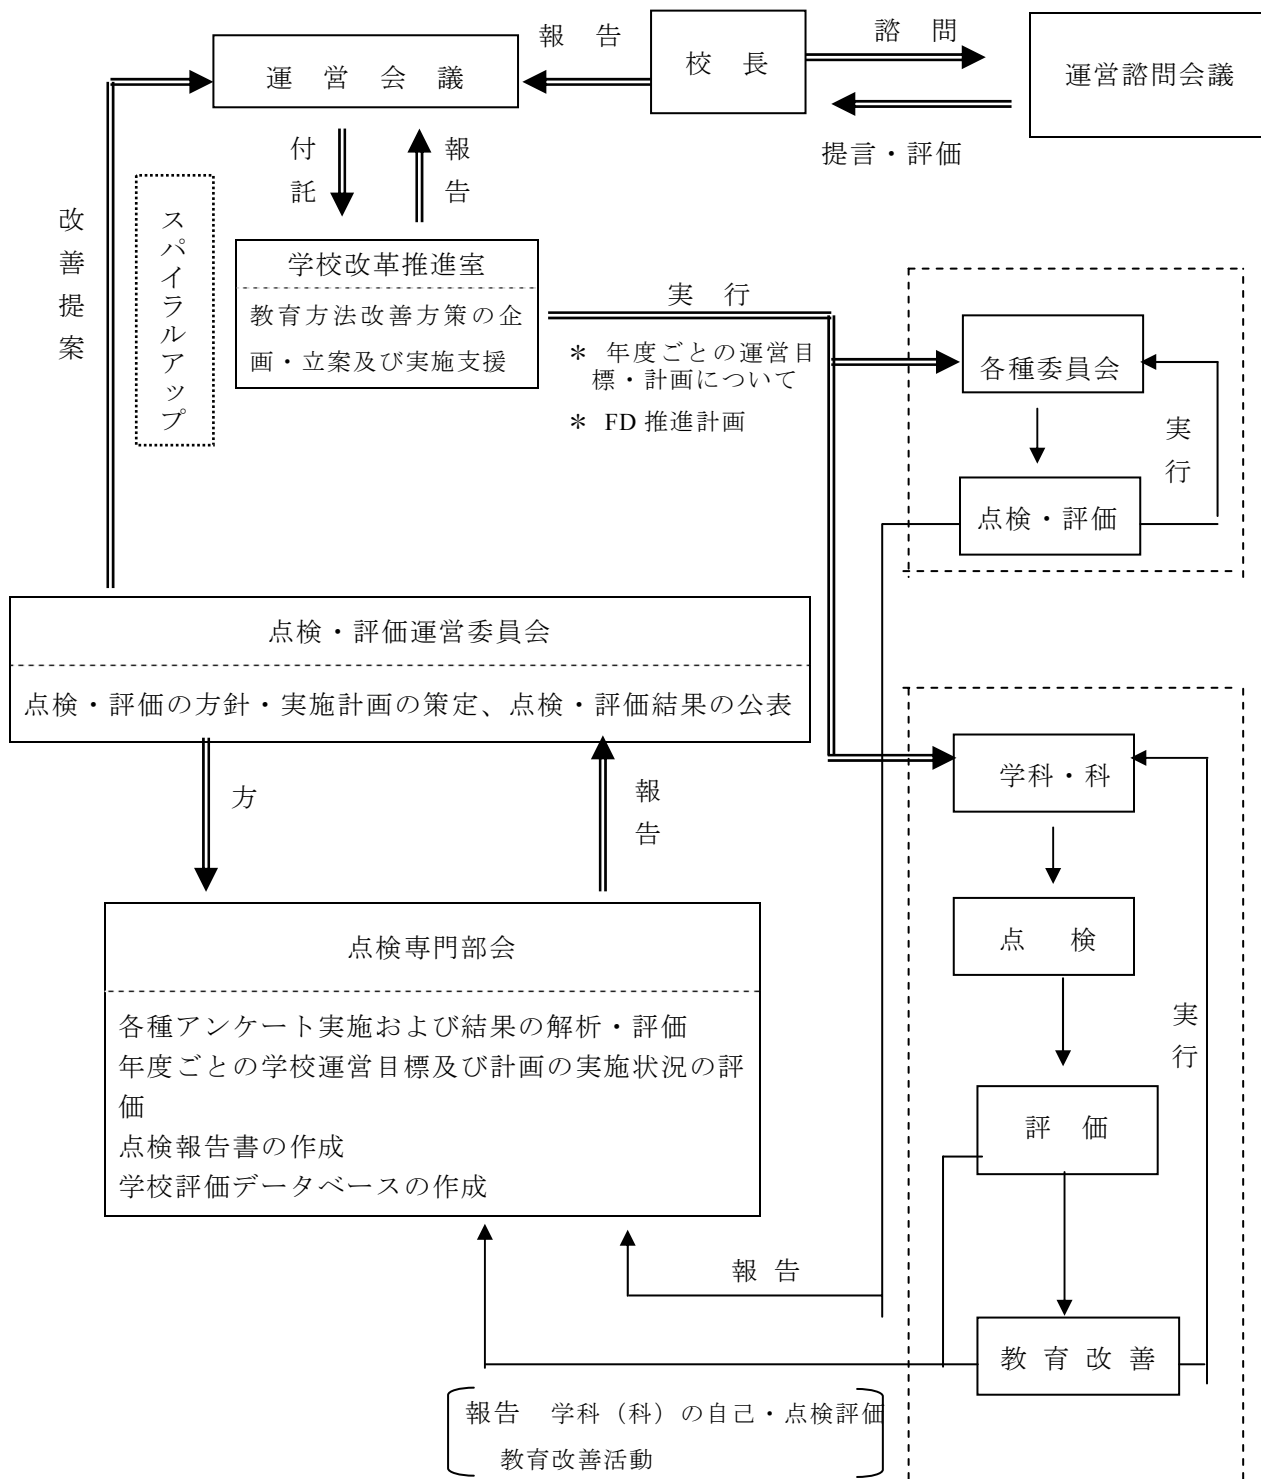 報　告
校　長
諮　問
運　営　会　議
運営諮問会議
提言・評価
付託
報告
改善提案
スパイラルアップ
学校改革推進室
教育方法改善方策の企
画・立案及び実施支援
実　行
＊ 年度ごとの運営目
標・計画について
＊ FD 推進計画
各種委員会
実行
点検・評価
点検・評価運営委員会
点検・評価の方針・実施計画の策定、点検・評価結果の公表
方
報告
学科・科
点検専門部会
各種アンケート実施および結果の解析・評価
年度ごとの学校運営目標及び計画の実施状況の評
価
点検報告書の作成
学校評価データベースの作成
点　検
実行
評　価
報 告
教 育 改 善
報告　学科（科）の自己・点検評価
教育改善活動